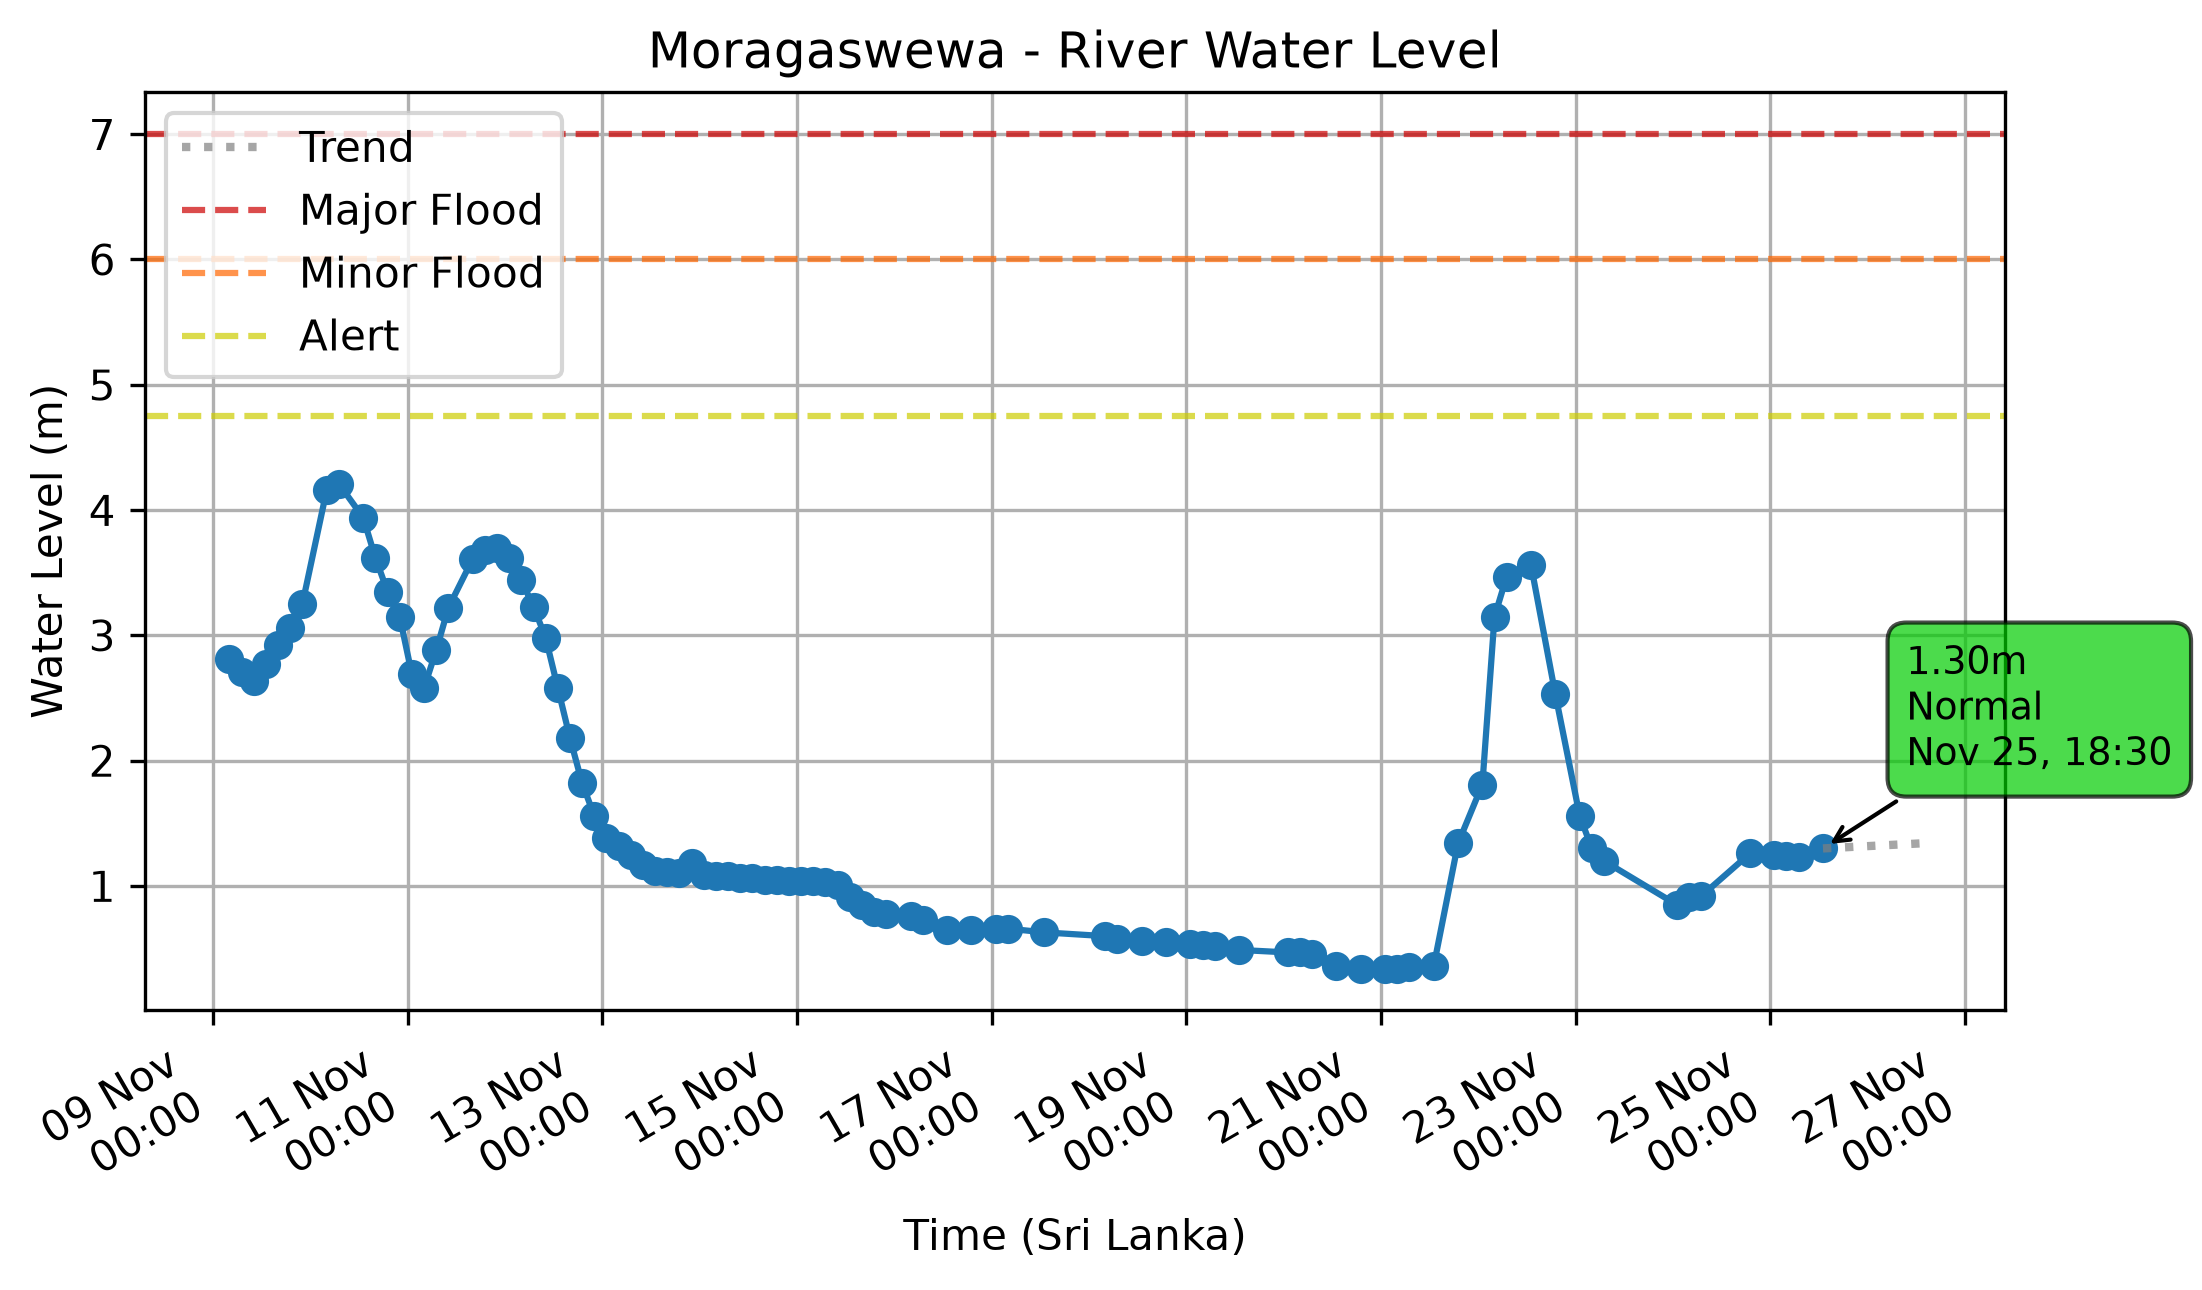 Moragaswewa - River Water Level
Trend
Major Flood
Minor Flood
Alert
7
6
5
4
3
2
1
Water Level (m)
1.30m
Normal
Nov 25, 18:30
09 Nov
00:00
11 Nov
00:00
13 Nov
00:00
15 Nov
00:00
17 Nov
00:00
19 Nov
00:00
21 Nov
00:00
23 Nov
00:00
25 Nov
00:00
27 Nov
00:00
Time (Sri Lanka)